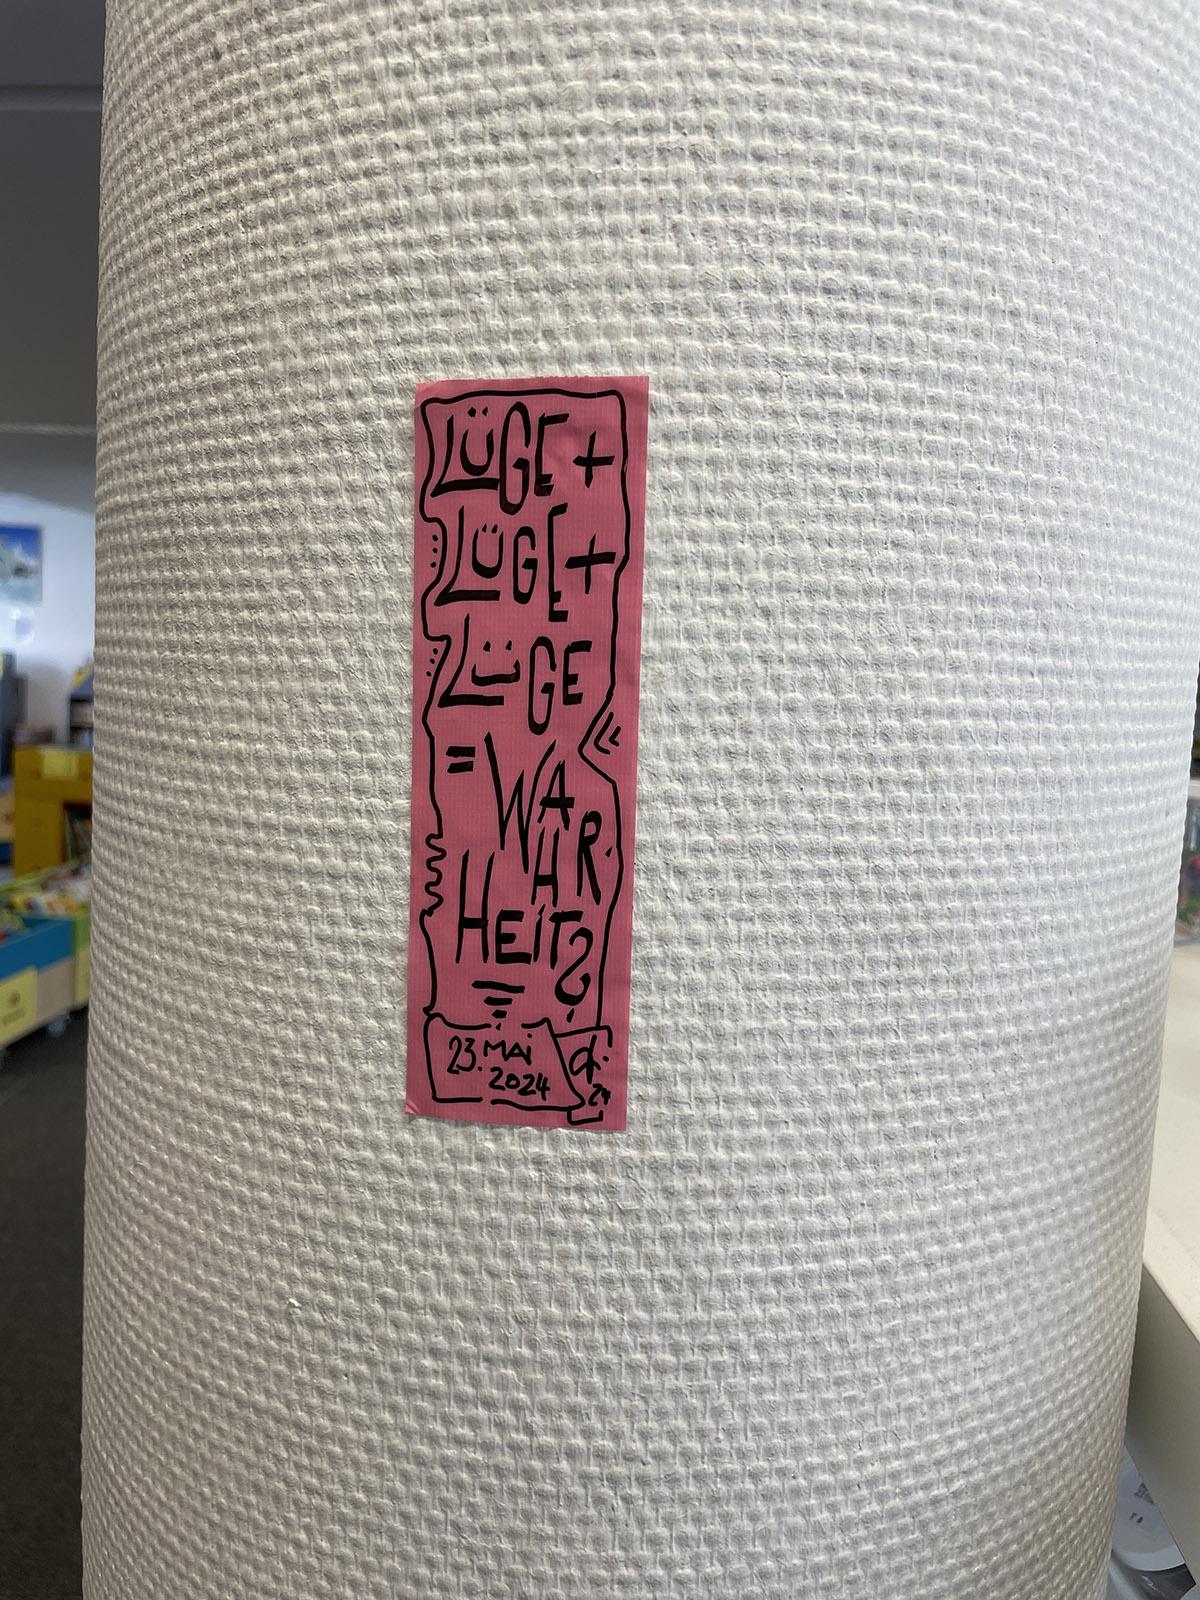 LÜGE +
LÜGE +
LÜGE
= WAHR
HEIT?
23. MAI
2024